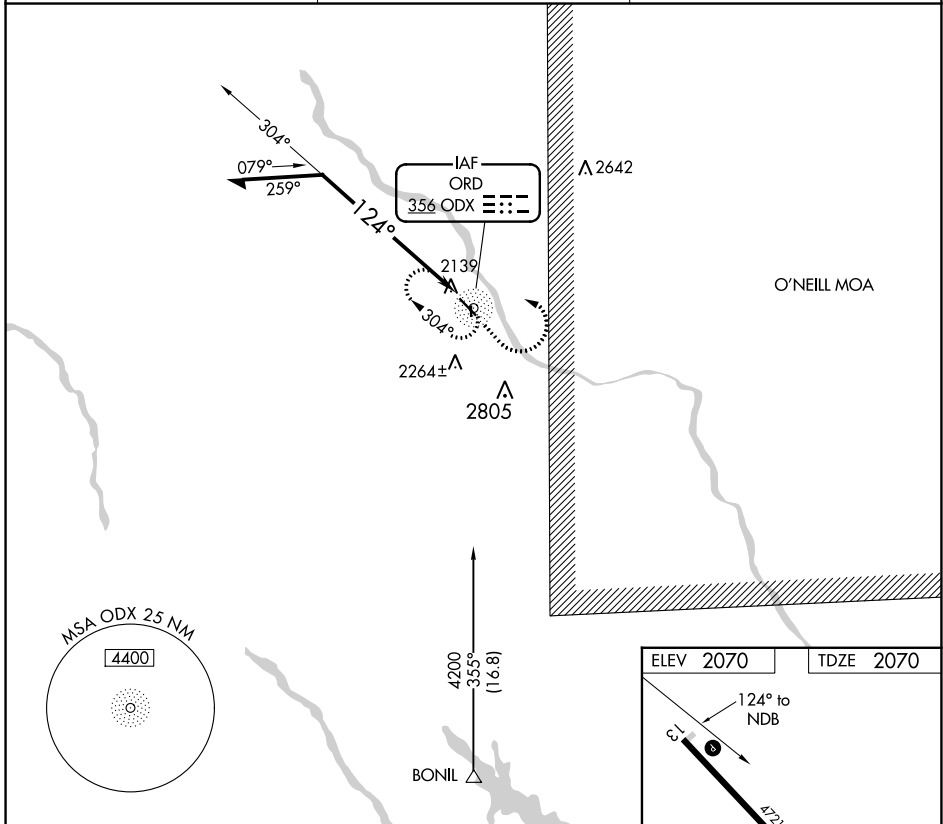 304°
079°
259°
124°
IAF
ORD
356 ODX
2642
2139
O'NEILL MOA
304°
2264±
2805
MSA ODX 25 NM
4400
4200
355°
(16.8)
BONIL
ELEV 2070
TDZE 2070
124° to
NDB
13
P